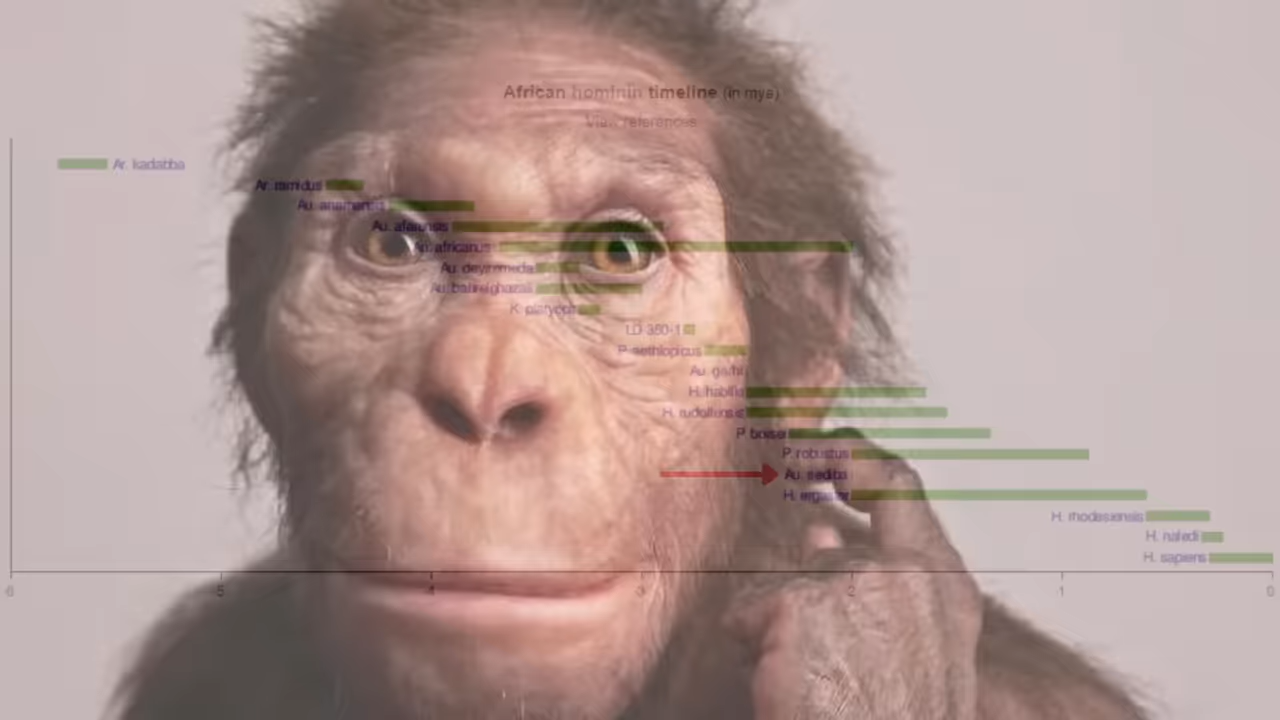 African hominin timeline (in mya)
View references
Ar. kadabba
Ar. ramidus
Au. anamensis
Au. afarensis
Au. africanus
Au. deyiremeda
Au. bahrelghazali
K. platyops
LD 350-1
P. aethiopicus
Au. garhi
H. habilis
H. rudolfensis
P. boisei
P. robustus
Au. sediba
H. ergaster
H. rhodesiensis
H. naledi
H. sapiens
-6 -5 -4 -3 -2 -1 0